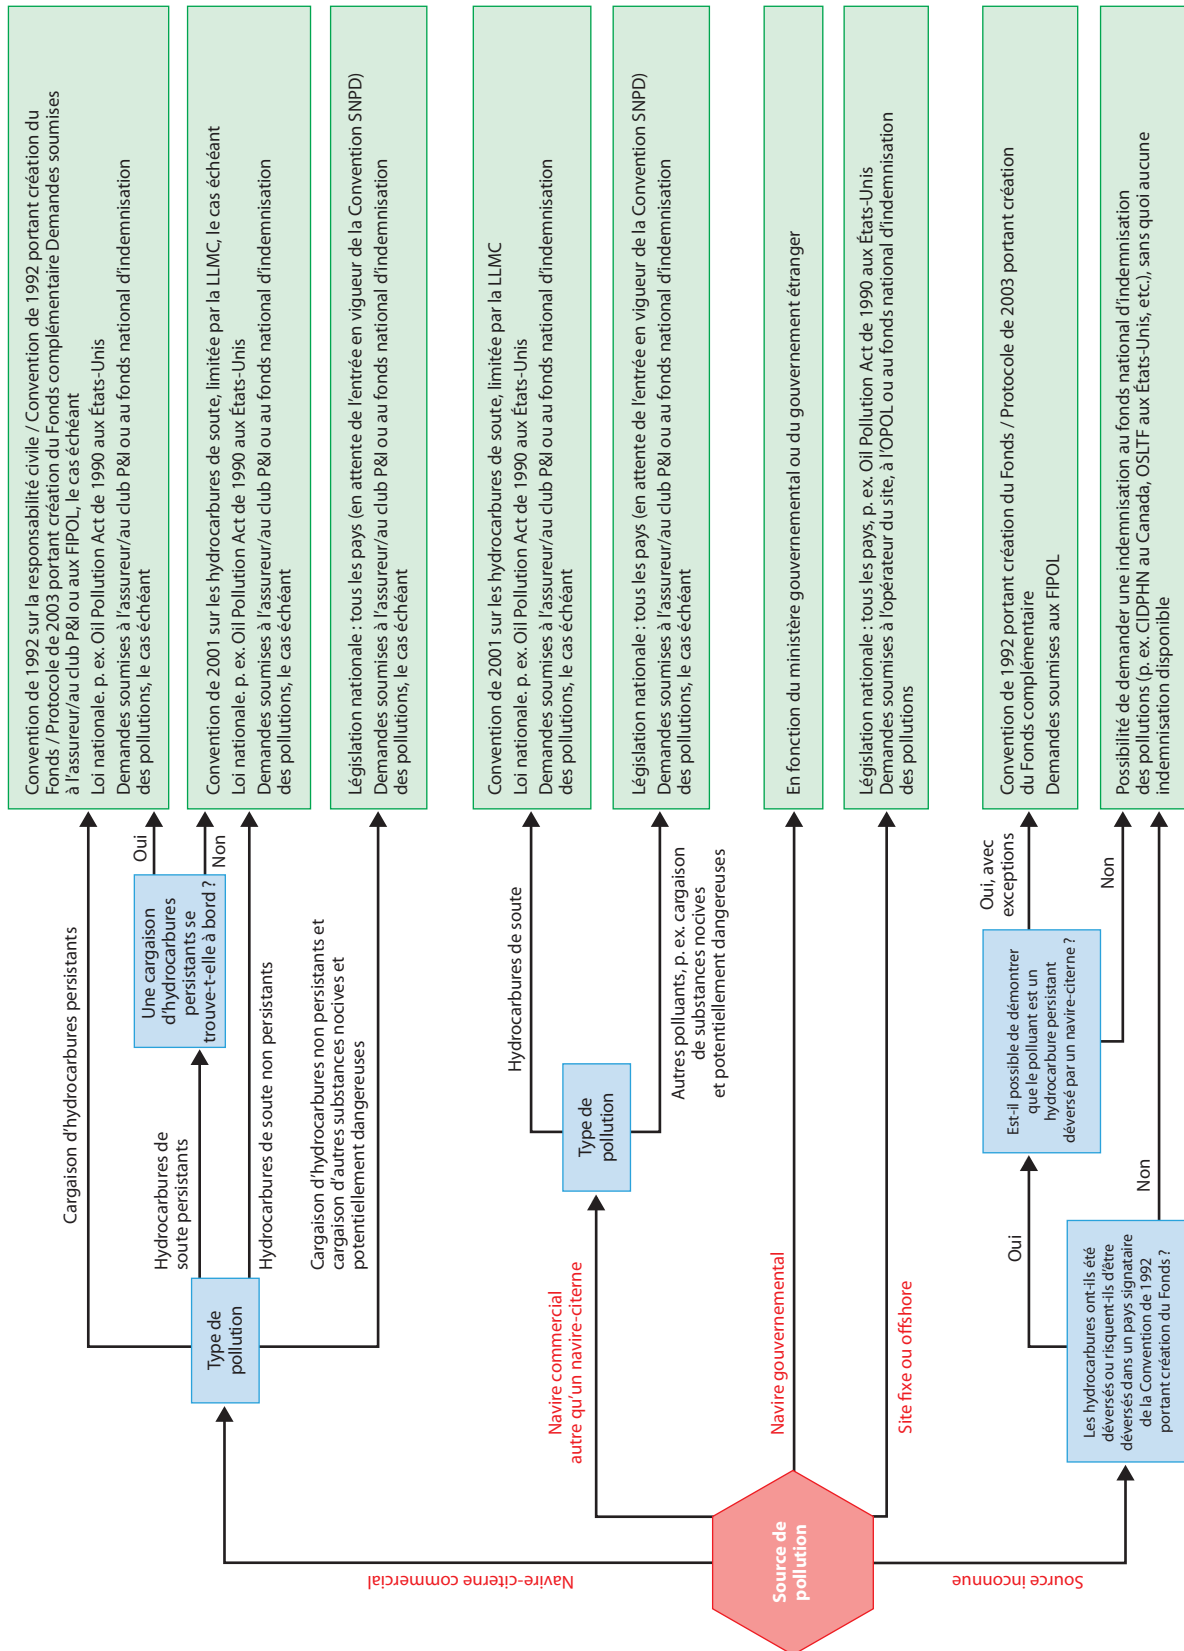 Source de
pollution
Navire-citerne commercial
Navire commercial
autre qu'un navire-citerne
Navire gouvernemental
Site fixe ou offshore
Source inconnue
Type de
pollution
Cargaison d'hydrocarbures persistants
Hydrocarbures de
soute persistants
Une cargaison
d'hydrocarbures
persistants se
trouve-t-elle à bord ?
Oui
Non
Hydrocarbures de soute non persistants
Cargaison d'hydrocarbures non persistants et
cargaison d'autres substances nocives et
potentiellement dangereuses
Convention de 1992 sur la responsabilité civile / Convention de 1992 portant création du
Fonds / Protocole de 2003 portant création du Fonds complémentaire Demandes soumises
à l'assureur/au club P&I ou aux FIPOL, le cas échéant
Loi nationale. p. ex. Oil Pollution Act de 1990 aux États-Unis
Demandes soumises à l'assureur/au club P&I ou au fonds national d'indemnisation
des pollutions, le cas échéant
Convention de 2001 sur les hydrocarbures de soute, limitée par la LLMC, le cas échéant
Loi nationale. p. ex. Oil Pollution Act de 1990 aux États-Unis
Demandes soumises à l'assureur/au club P&I ou au fonds national d'indemnisation
des pollutions, le cas échéant
Législation nationale : tous les pays (en attente de l'entrée en vigueur de la Convention SNPD)
Demandes soumises à l'assureur/au club P&I ou au fonds national d'indemnisation
des pollutions, le cas échéant
Type de
pollution
Hydrocarbures de soute
Autres polluants, p. ex. cargaison
de substances nocives
et potentiellement dangereuses
Convention de 2001 sur les hydrocarbures de soute, limitée par la LLMC
Loi nationale. p. ex. Oil Pollution Act de 1990 aux États-Unis
Demandes soumises à l'assureur/au club P&I ou au fonds national d'indemnisation
des pollutions, le cas échéant
Législation nationale : tous les pays (en attente de l'entrée en vigueur de la Convention SNPD)
Demandes soumises à l'assureur/au club P&I ou au fonds national d'indemnisation
des pollutions, le cas échéant
En fonction du ministère gouvernemental ou du gouvernement étranger
Législation nationale : tous les pays, p. ex. Oil Pollution Act de 1990 aux États-Unis
Demandes soumises à l'opérateur du site, à l'OPOL ou au fonds national d'indemnisation
des pollutions
Les hydrocarbures ont-ils été
déversés ou risquent-ils d'être
déversés dans un pays signataire
de la Convention de 1992
portant création du Fonds ?
Oui
Non
Est-il possible de démontrer
que le polluant est un
hydrocarbure persistant
déversé par un navire-citerne ?
Oui, avec
exceptions
Non
Convention de 1992 portant création du Fonds / Protocole de 2003 portant création
du Fonds complémentaire
Demandes soumises aux FIPOL
Possibilité de demander une indemnisation au fonds national d'indemnisation
des pollutions (p. ex. CIDPHN au Canada, OSLTF aux États-Unis, etc.), sans quoi aucune
indemnisation disponible